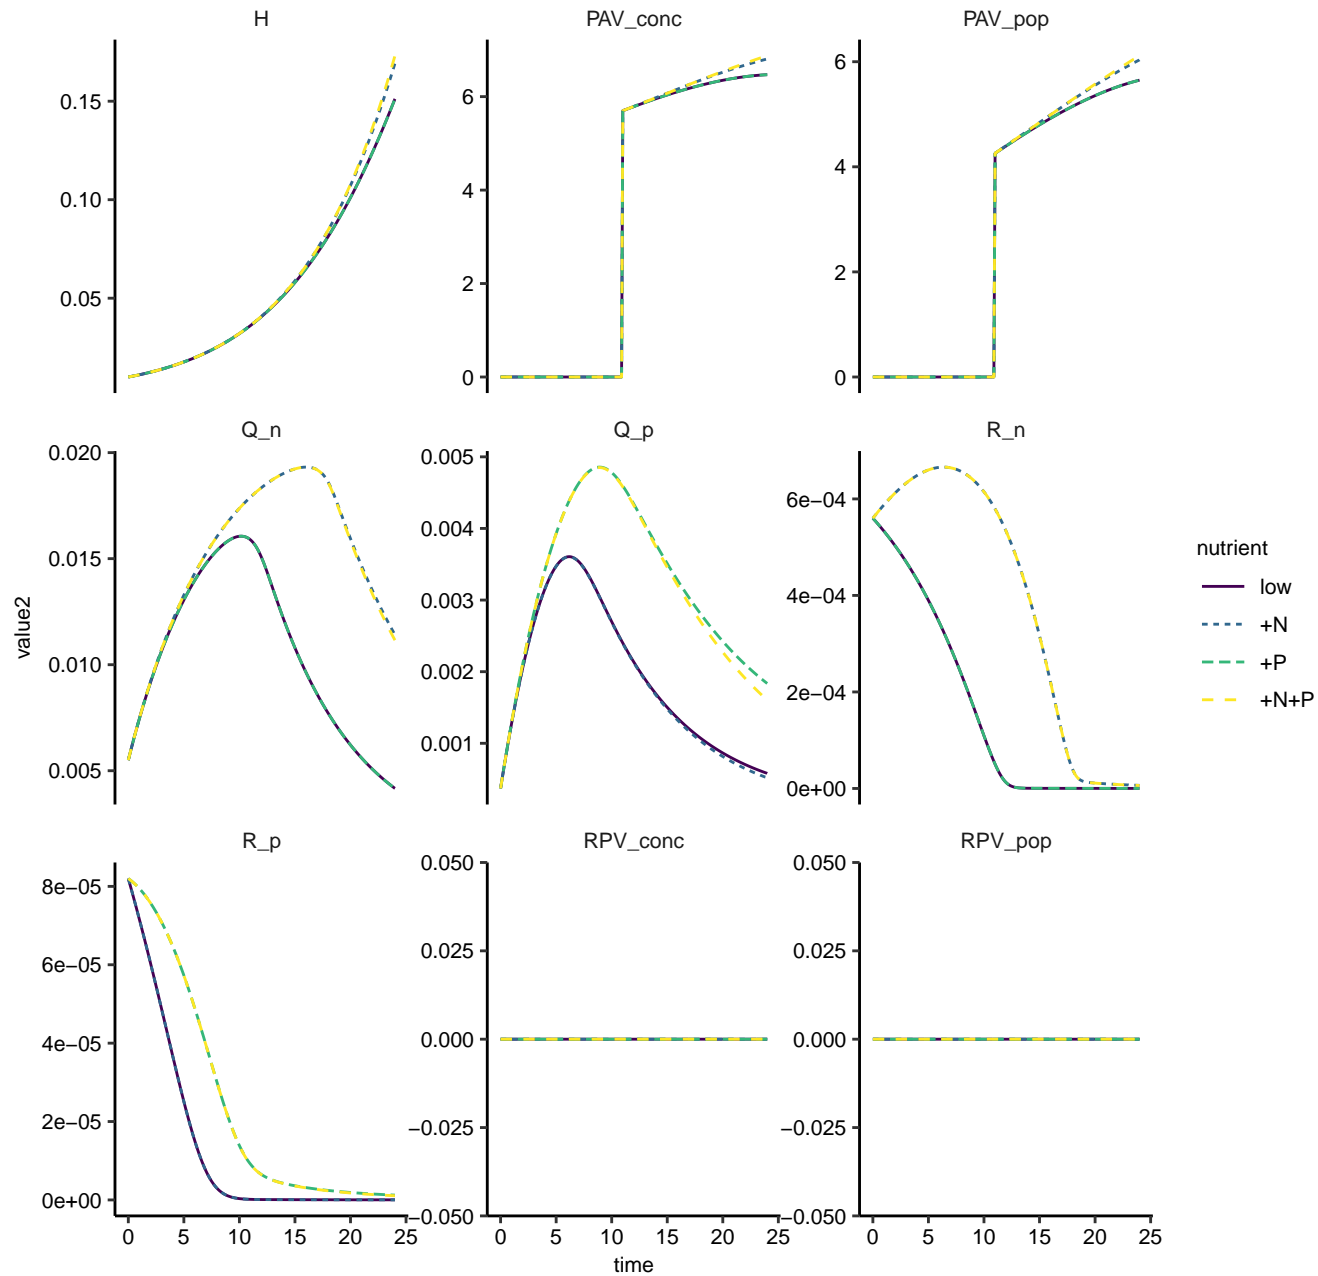 H
PAV_conc
PAV_pop
0.15
0.10
0.05
6
4
2
0
6
4
2
0
Q_n
Q_p
R_n
0.020
0.015
0.010
0.005
0.005
0.004
0.003
0.002
0.001
6e−04
4e−04
2e−04
0e+00
value2
nutrient
low
+N
+P
+N+P
R_p
RPV_conc
RPV_pop
8e−05
6e−05
4e−05
2e−05
0e+00
0.050
0.025
0.000
−0.025
−0.050
0.050
0.025
0.000
−0.025
−0.050
0 5 10 15 20 25
0 5 10 15 20 25
0 5 10 15 20 25
time